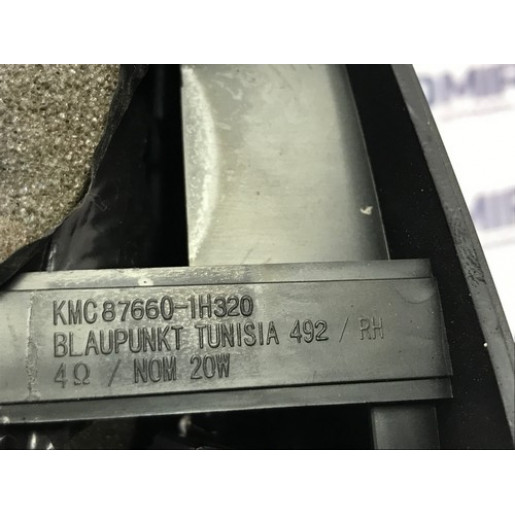 KMC 87660-1H320
BLAUPUNKT TUNISIA 492 / RH
4Ω / NOM 20W